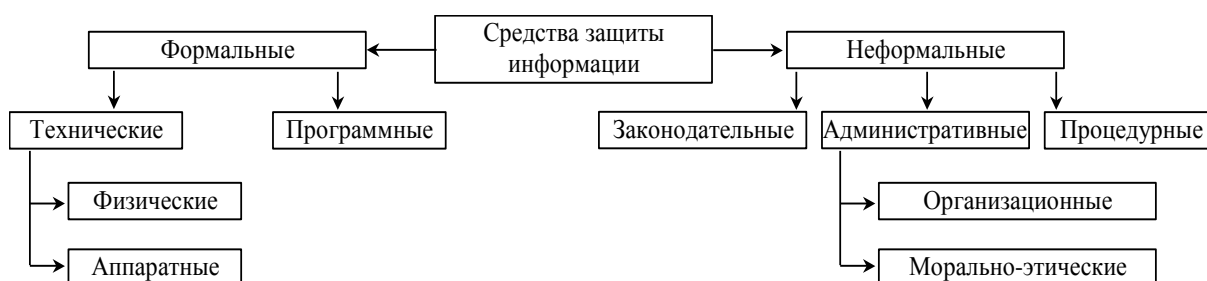 Средства защиты
информации
Формальные
Неформальные
Технические
Программные
Законодательные
Административные
Процедурные
Физические
Организационные
Аппаратные
Морально-этические